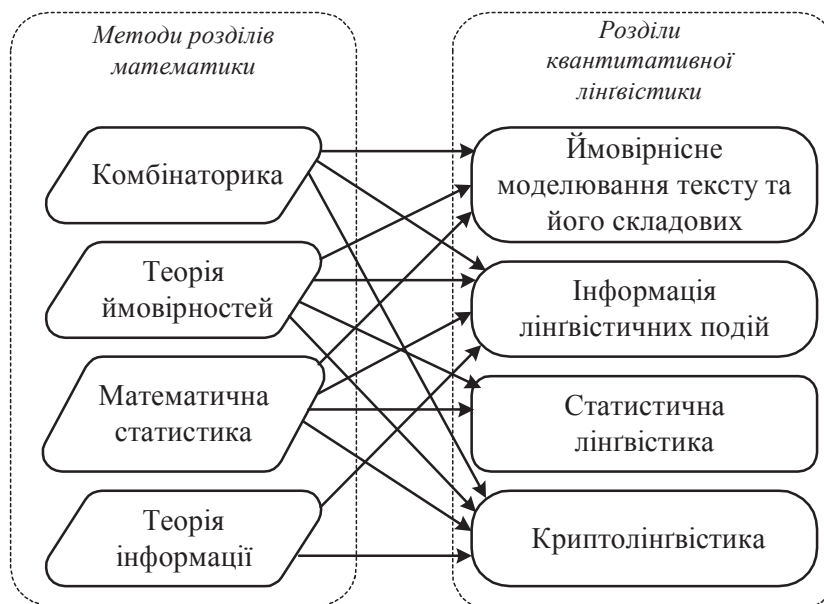 Методи розділів
математики
Розділи
квантитативної
лінґвістики
Комбінаторика
Теорія
ймовірностей
Математична
статистика
Теорія
інформації
Ймовірнісне
моделювання тексту та
його складових
Інформація
лінґвістичних подій
Статистична
лінґвістика
Криптолінґвістика